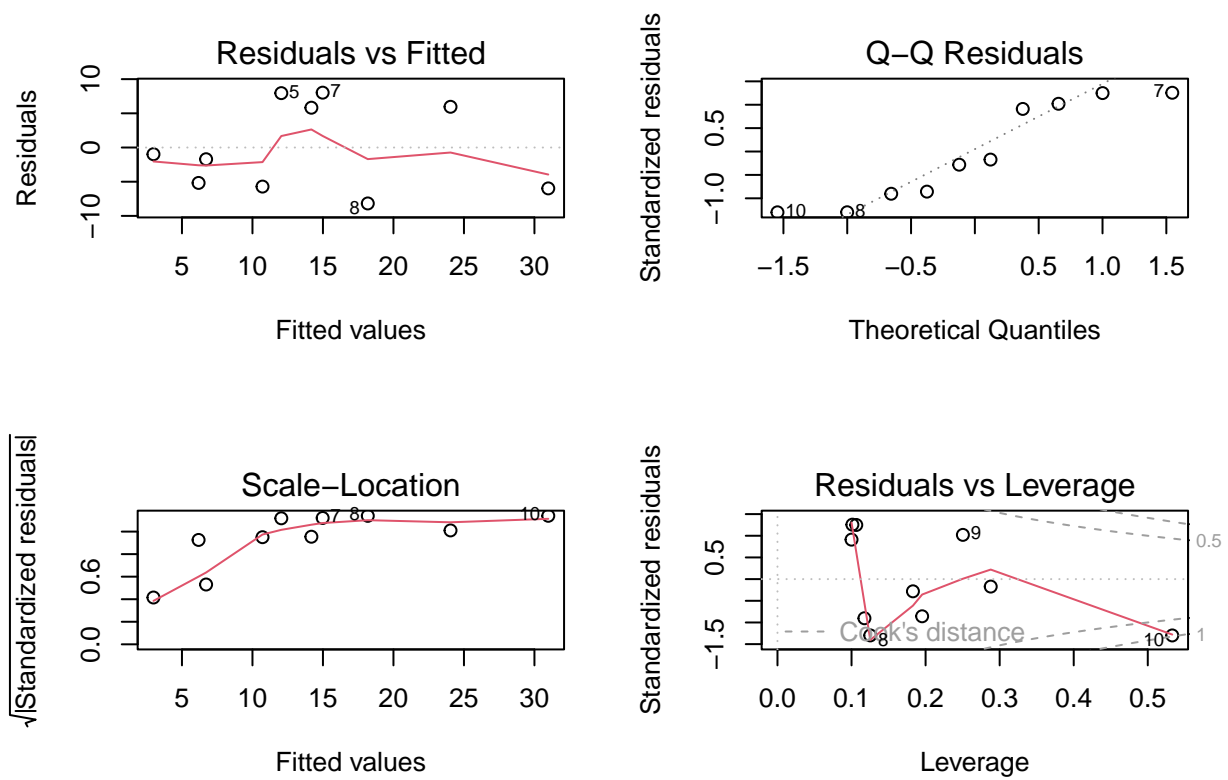 Residuals vs Fitted
Residuals
10
0
−10
5
7
8
5 10 15 20 25 30
Fitted values
Q−Q Residuals
Standardized residuals
0.5
−1.0
7
10
8
−1.5 −0.5 0.5 1.0 1.5
Theoretical Quantiles
Scale−Location
√|Standardized residuals|
0.6
0.0
7
8
10
5 10 15 20 25 30
Fitted values
Residuals vs Leverage
Standardized residuals
0.5
−1.5
9
8
10
Cook's distance
0.5
1
0.0 0.1 0.2 0.3 0.4 0.5
Leverage